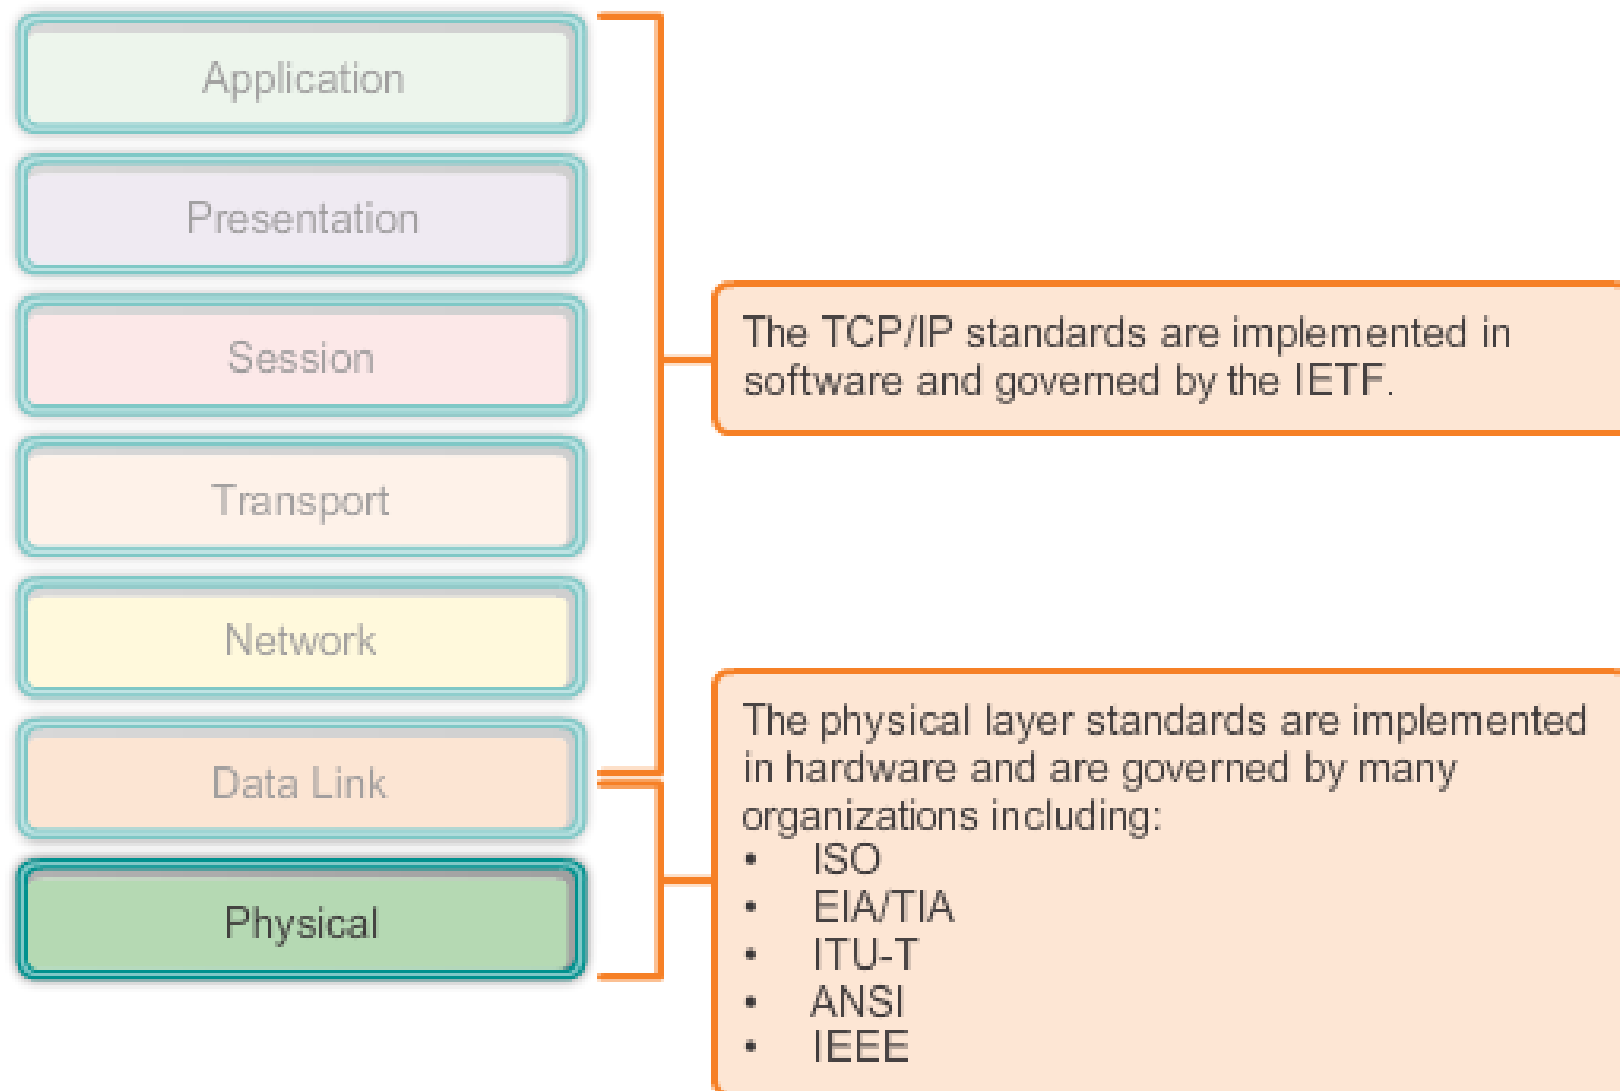 Application
Presentation
Session
Transport
Network
Data Link
Physical
The TCP/IP standards are implemented in
software and governed by the IETF.
The physical layer standards are implemented
in hardware and are governed by many
organizations including:
• ISO
• EIA/TIA
• ITU-T
• ANSI
• IEEE